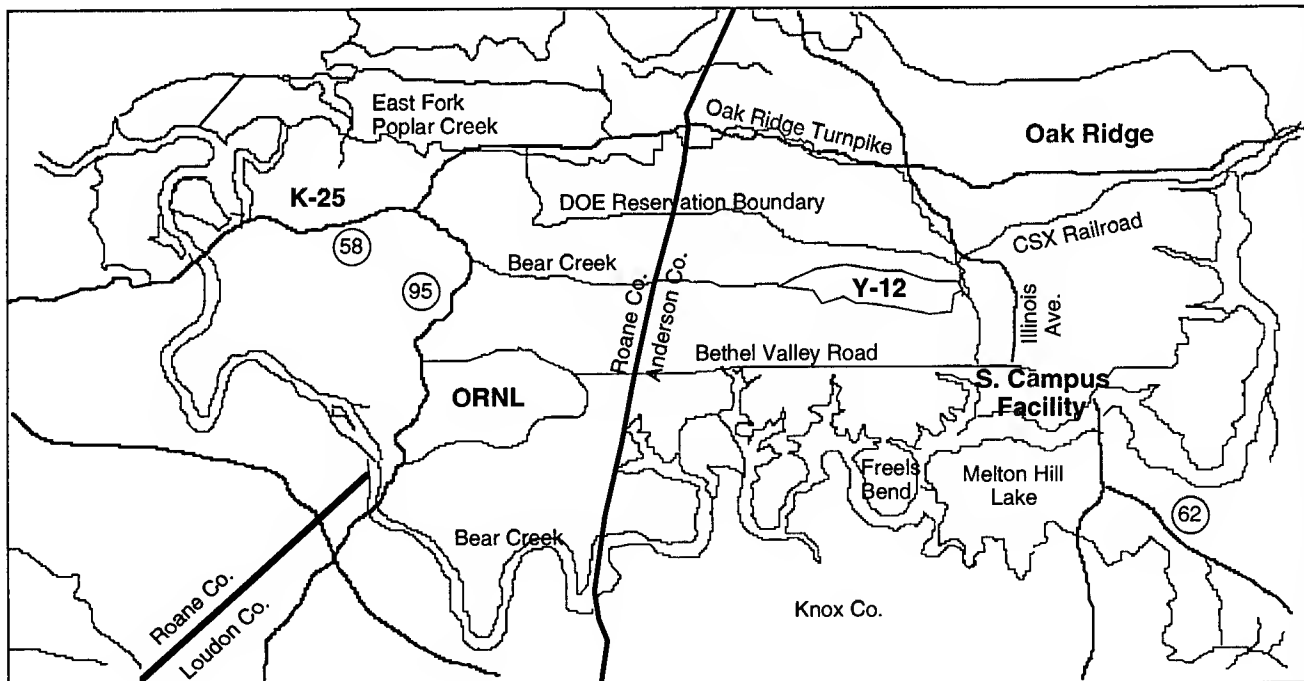 East Fork
Poplar Creek
Oak Ridge Turnpike
Oak Ridge
K-25
DOE Reservation Boundary
58
CSX Railroad
Bear Creek
95
Y-12
Roane Co.
Anderson Co.
Illinois
Ave.
Bethel Valley Road
ORNL
S. Campus
Facility
Freels
Bend
Melton Hill
Lake
62
Bear Creek
Roane Co.
Loudon Co.
Knox Co.